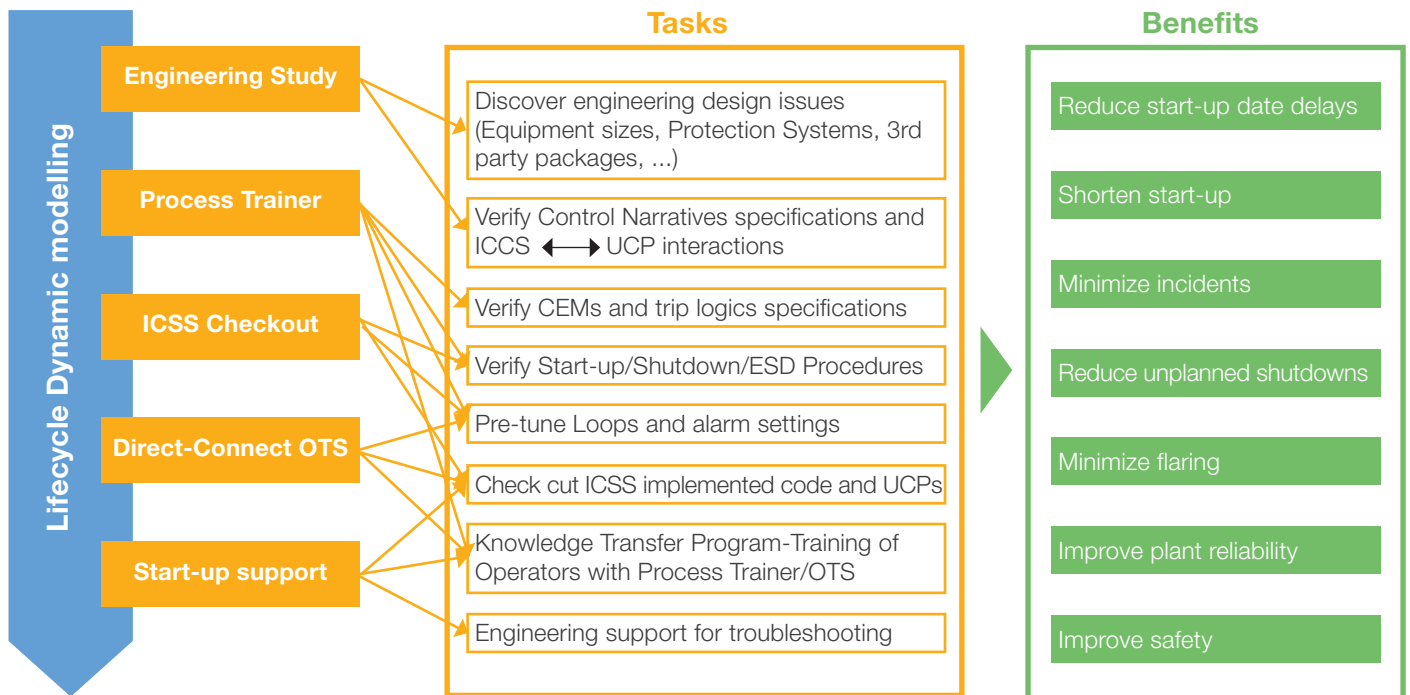 Lifecycle Dynamic modelling
Engineering Study
Process Trainer
ICSS Checkout
Direct-Connect OTS
Start-up support
Tasks
Discover engineering design issues
(Equipment sizes, Protection Systems, 3rd
party packages, ...)
Verify Control Narratives specifications and
ICCS ⟷ UCP interactions
Verify CEMs and trip logics specifications
Verify Start-up/Shutdown/ESD Procedures
Pre-tune Loops and alarm settings
Check cut ICSS implemented code and UCPs
Knowledge Transfer Program-Training of
Operators with Process Trainer/OTS
Engineering support for troubleshooting
Benefits
Reduce start-up date delays
Shorten start-up
Minimize incidents
Reduce unplanned shutdowns
Minimize flaring
Improve plant reliability
Improve safety